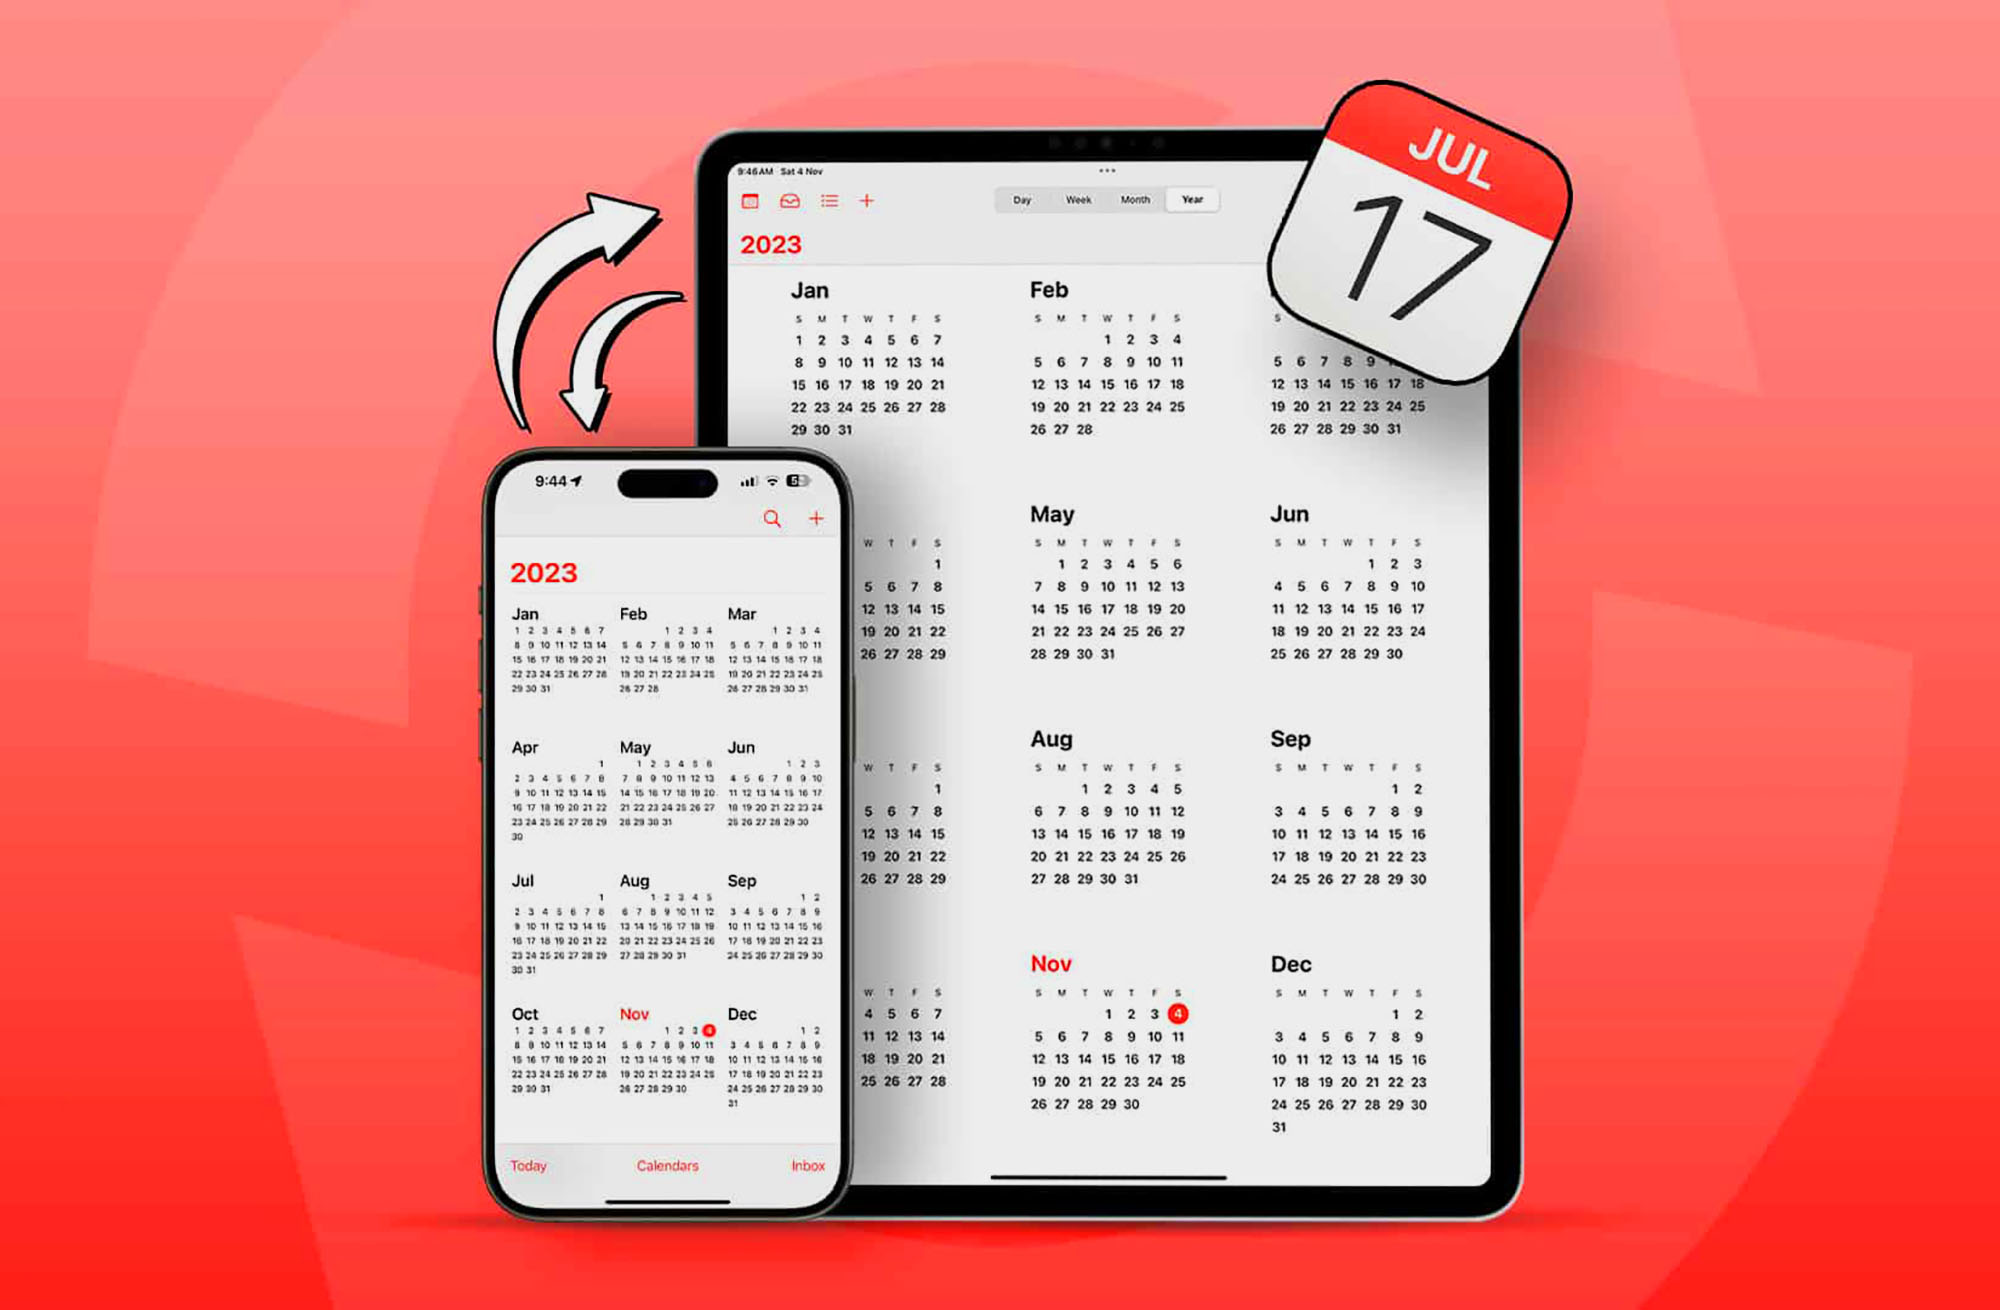 JUL
17
9:46 AM Sat 4 Nov
Day Week Month Year
2023
Jan Feb
S M T W T F S S M T W T F S S
1 2 3 4 5 6 7 1 2 3 4
8 9 10 11 12 13 14 5 6 7 8 9 10 11 5 6 7 8 9
15 16 17 18 19 20 21 12 13 14 15 16 17 18 12 13 14 15 16 17 18
22 23 24 25 26 27 28 19 20 21 22 23 24 25 19 20 21 22 23 24 25
29 30 31 26 27 28 26 27 28 29 30 31
May Jun
W T F S S M T W T F S S M T W T F S
1 1 2 3 4 5 6 1 2 3
5 6 7 8 7 8 9 10 11 12 13 4 5 6 7 8 9 10
12 13 14 15 14 15 16 17 18 19 20 11 12 13 14 15 16 17
19 20 21 22 21 22 23 24 25 26 27 18 19 20 21 22 23 24
26 27 28 29 28 29 30 31 25 26 27 28 29 30
Aug Sep
W T F S S M T W T F S S M T W T F S
1 1 2 3 4 5 1 2
5 6 7 8 6 7 8 9 10 11 12 3 4 5 6 7 8 9
12 13 14 15 13 14 15 16 17 18 19 10 11 12 13 14 15 16
19 20 21 22 20 21 22 23 24 25 26 17 18 19 20 21 22 23
26 27 28 29 27 28 29 30 31 24 25 26 27 28 29 30
Nov Dec
W T F S S M T W T F S S M T W T F S
4 5 6 7 1 2 3 4 1 2
11 12 13 14 5 6 7 8 9 10 11 3 4 5 6 7 8 9
18 19 20 21 12 13 14 15 16 17 18 10 11 12 13 14 15 16
25 26 27 28 19 20 21 22 23 24 25 17 18 19 20 21 22 23
26 27 28 29 30 24 25 26 27 28 29 30
31
9:44
2023
Jan Feb Mar
1 2 3 4 5 6 7 1 2 3 4 1 2 3 4
8 9 10 11 12 13 14 5 6 7 8 9 10 11 5 6 7 8 9 10 11
15 16 17 18 19 20 21 12 13 14 15 16 17 18 12 13 14 15 16 17 18
22 23 24 25 26 27 28 19 20 21 22 23 24 25 19 20 21 22 23 24 25
29 30 31 26 27 28 26 27 28 29 30 31
Apr May Jun
1 1 2 3 4 5 6 1 2 3
2 3 4 5 6 7 8 7 8 9 10 11 12 13 4 5 6 7 8 9 10
9 10 11 12 13 14 15 14 15 16 17 18 19 20 11 12 13 14 15 16 17
16 17 18 19 20 21 22 21 22 23 24 25 26 27 18 19 20 21 22 23 24
23 24 25 26 27 28 29 28 29 30 31 25 26 27 28 29 30
30
Jul Aug Sep
1 1 2 3 4 5 1 2
2 3 4 5 6 7 8 6 7 8 9 10 11 12 3 4 5 6 7 8 9
9 10 11 12 13 14 15 13 14 15 16 17 18 19 10 11 12 13 14 15 16
16 17 18 19 20 21 22 20 21 22 23 24 25 26 17 18 19 20 21 22 23
23 24 25 26 27 28 29 27 28 29 30 31 24 25 26 27 28 29 30
30 31
Oct Nov Dec
1 2 3 4 5 6 7 1 2 3 4 1 2
8 9 10 11 12 13 14 5 6 7 8 9 10 11 3 4 5 6 7 8 9
15 16 17 18 19 20 21 12 13 14 15 16 17 18 10 11 12 13 14 15 16
22 23 24 25 26 27 28 19 20 21 22 23 24 25 17 18 19 20 21 22 23
29 30 31 26 27 28 29 30 24 25 26 27 28 29 30
31
Today Calendars Inbox